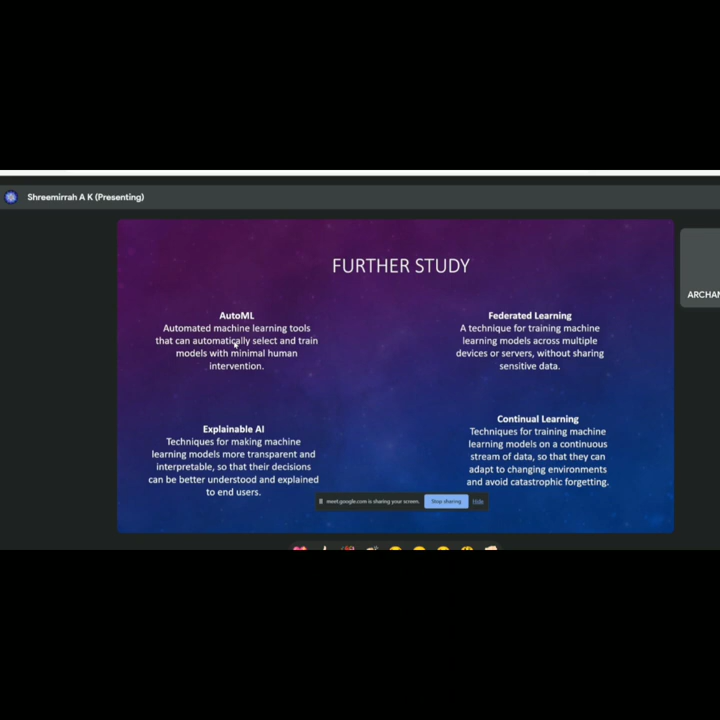 Shreemirrah A K (Presenting)
FURTHER STUDY
AutoML
Automated machine learning tools
that can automatically select and train
models with minimal human
intervention.
Federated Learning
A technique for training machine
learning models across multiple
devices or servers, without sharing
sensitive data.
Explainable AI
Techniques for making machine
learning models more transparent and
interpretable, so that their decisions
can be better understood and explained
to end users.
Continual Learning
Techniques for training machine
learning models on a continuous
stream of data, so that they can
adapt to changing environments
and avoid catastrophic forgetting.
meet.google.com is sharing your screen. Stop sharing Hide
ARCHAN